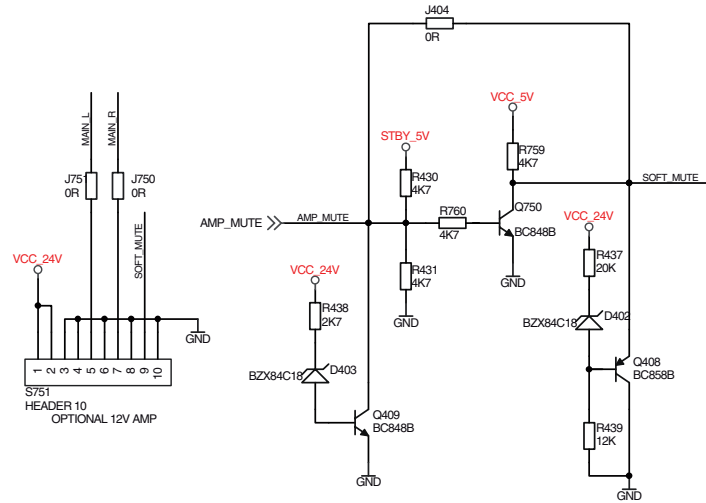 J404
0R
MAIN_L
MAIN_R
VCC_5V
STBY_5V
J751
0R
J750
0R
R759
4K7
R430
4K7
SOFT_MUTE
SOFT_MUTE
Q750
R760
AMP_MUTE
AMP_MUTE
4K7
BC848B
VCC_24V
R437
20K
VCC_24V
VCC_24V
R431
4K7
GND
R438
2K7
GND
GND
BZX84C18
D402
BZX84C18
D403
Q408
BC858B
1 2 3 4 5 6 7 8 9 10
S751
HEADER 10
OPTIONAL 12V AMP
Q409
BC848B
R439
12K
GND
GND